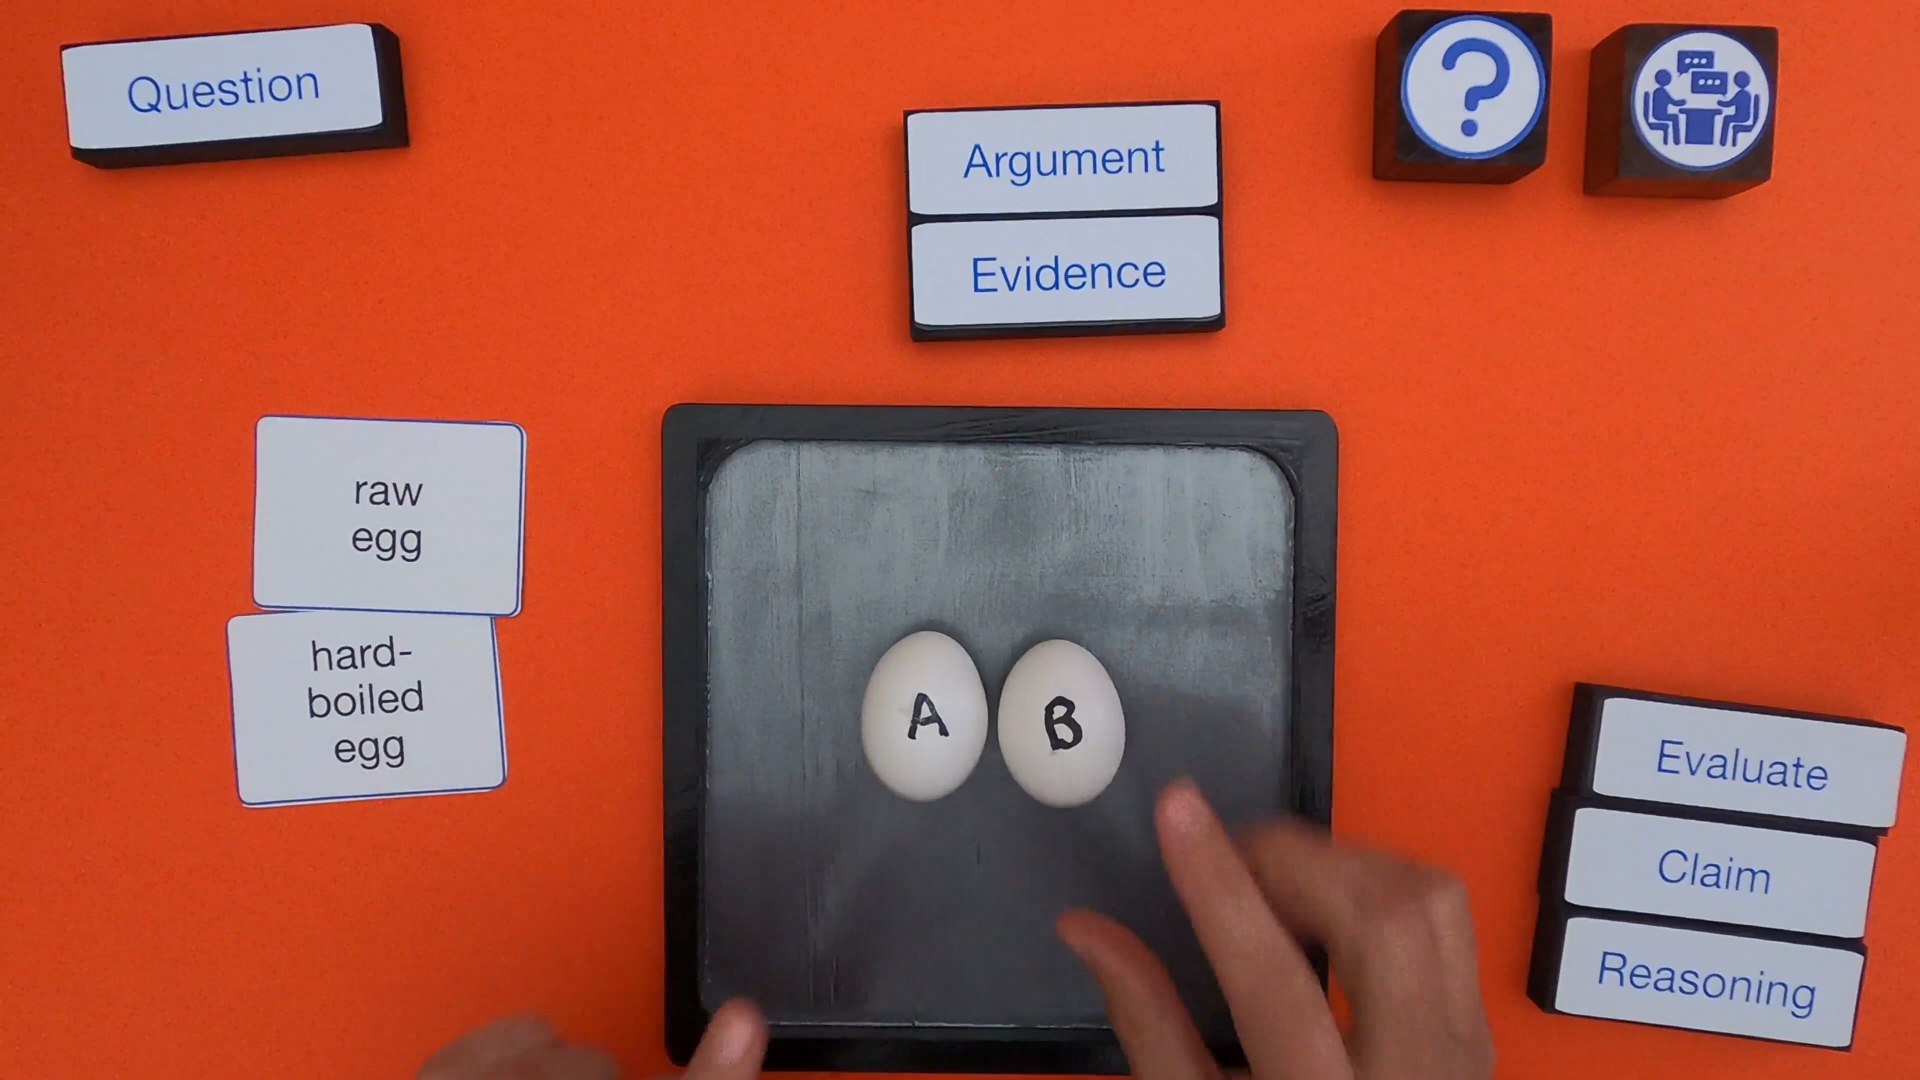 Question
Argument
Evidence
?
raw
egg
hard-
boiled
egg
A
B
Evaluate
Claim
Reasoning